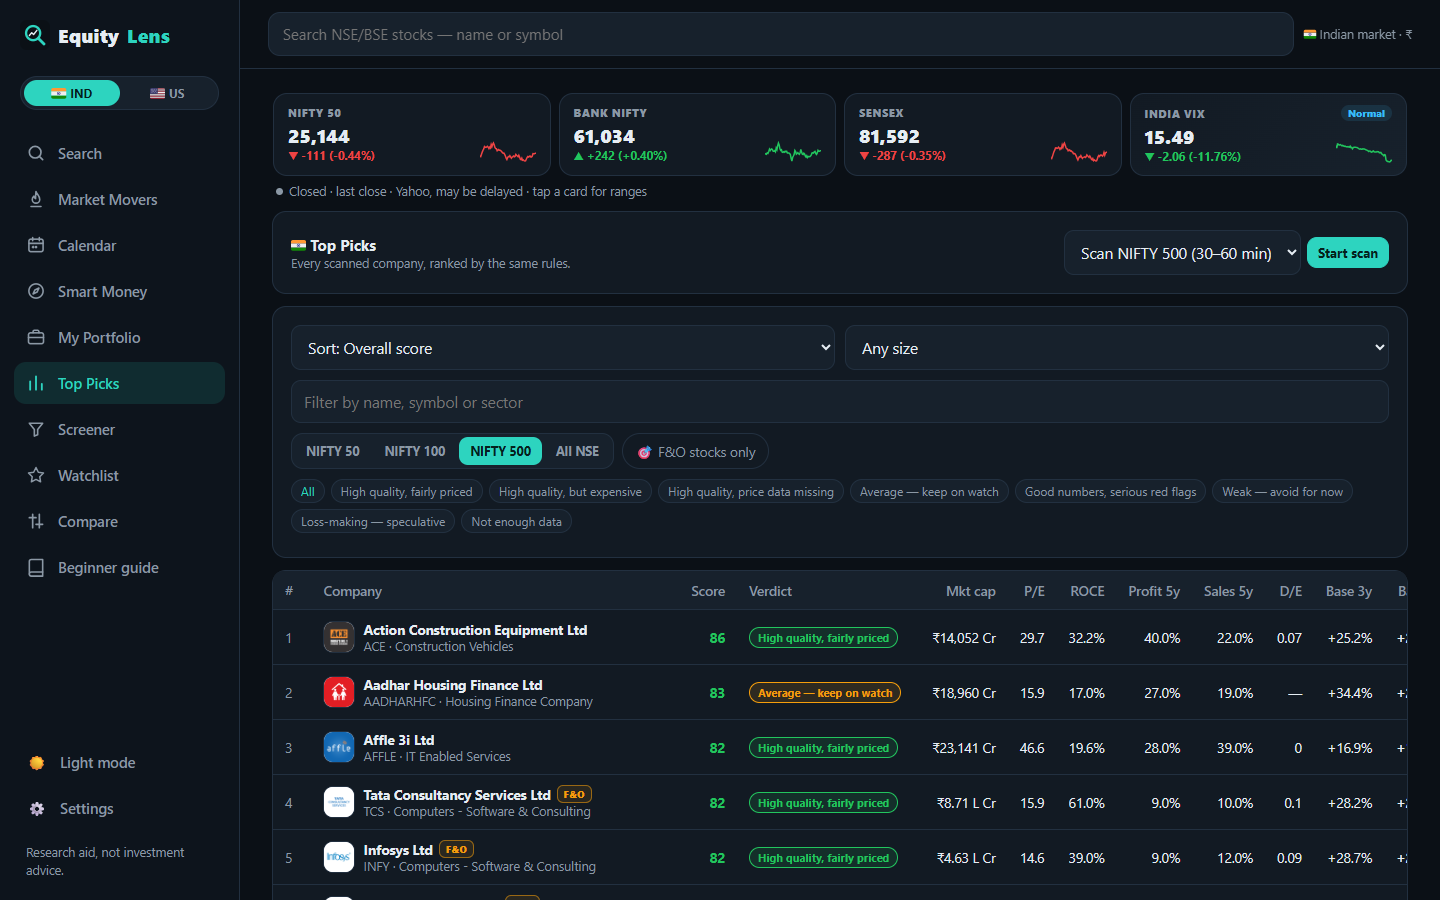 Equity Lens
Search NSE/BSE stocks — name or symbol
Indian market · ₹
IND
US
Search
Market Movers
Calendar
Smart Money
My Portfolio
Top Picks
Screener
Watchlist
Compare
Beginner guide
Light mode
Settings
Research aid, not investment
advice.
NIFTY 50
25,144
▼ -111 (-0.44%)
BANK NIFTY
61,034
▲ +242 (+0.40%)
SENSEX
81,592
▼ -287 (-0.35%)
INDIA VIX
Normal
15.49
▼ -2.06 (-11.76%)
Closed · last close · Yahoo, may be delayed · tap a card for ranges
Top Picks
Every scanned company, ranked by the same rules.
Scan NIFTY 500 (30–60 min)
Start scan
Sort: Overall score
Any size
Filter by name, symbol or sector
NIFTY 50 NIFTY 100 NIFTY 500 All NSE F&O stocks only
All High quality, fairly priced High quality, but expensive High quality, price data missing Average — keep on watch Good numbers, serious red flags Weak — avoid for now
Loss-making — speculative Not enough data
# Company Score Verdict Mkt cap P/E ROCE Profit 5y Sales 5y D/E Base 3y
1 Action Construction Equipment Ltd 86 High quality, fairly priced ₹14,052 Cr 29.7 32.2% 40.0% 22.0% 0.07 +25.2%
ACE · Construction Vehicles
2 Aadhar Housing Finance Ltd 83 Average — keep on watch ₹18,960 Cr 15.9 17.0% 27.0% 19.0% — +34.4%
AADHARHFC · Housing Finance Company
3 Affle 3i Ltd 82 High quality, fairly priced ₹23,141 Cr 46.6 19.6% 28.0% 39.0% 0 +16.9%
AFFLE · IT Enabled Services
4 Tata Consultancy Services Ltd F&O 82 High quality, fairly priced ₹8.71 L Cr 15.9 61.0% 9.0% 10.0% 0.1 +28.2%
TCS · Computers - Software & Consulting
5 Infosys Ltd F&O 82 High quality, fairly priced ₹4.63 L Cr 14.6 39.0% 9.0% 12.0% 0.09 +28.7%
INFY · Computers - Software & Consulting